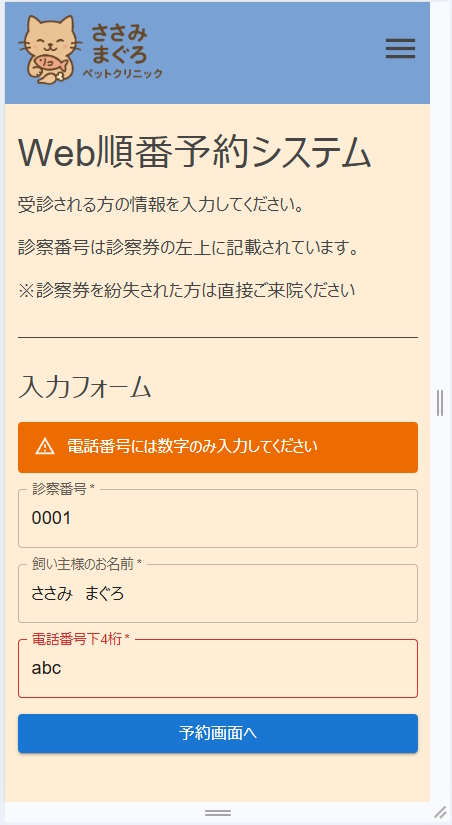 ささみ
まぐろ
ペットクリニック
Web順番予約システム
受診される方の情報を入力してください。
診察番号は診察券の左上に記載されています。
※診察券を紛失された方は直接ご来院ください
入力フォーム
電話番号には数字のみ入力してください
診察番号 *
0001
飼い主様のお名前 *
ささみ　まぐろ
電話番号下4桁 *
abc
予約画面へ